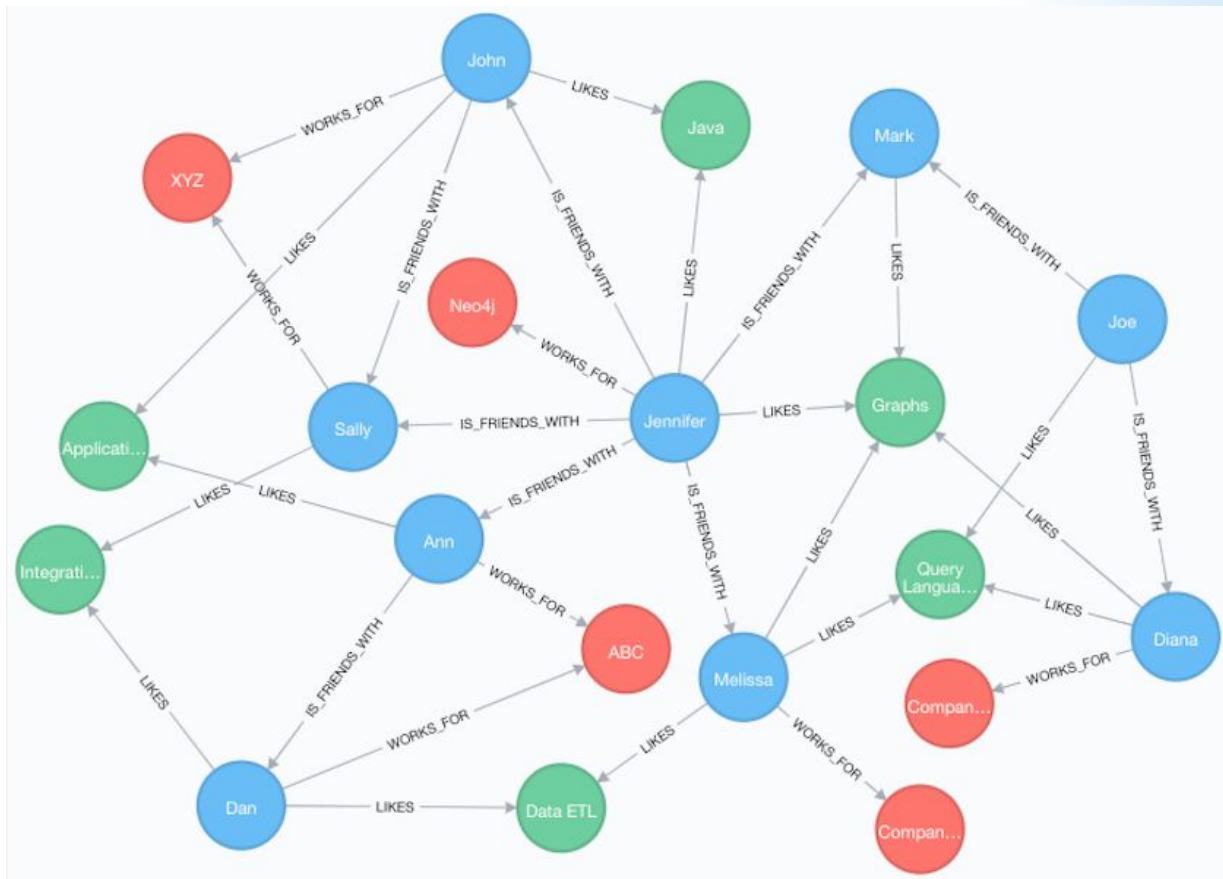 John
LIKES
WORKS_FOR
Java
Mark
XYZ
IS_FRIENDS_WITH
IS_FRIENDS_WITH
IS_FRIENDS_WITH
LIKES
LIKES
IS_FRIENDS_WITH
LIKES
WORKS_FOR
Neo4j
Joe
WORKS_FOR
Applicati...
Sally
IS_FRIENDS_WITH
Jennifer
LIKES
Graphs
IS_FRIENDS_WITH
LIKES
LIKES
LIKES
IS_FRIENDS_WITH
IS_FRIENDS_WITH
LIKES
LIKES
Integrati...
Ann
WORKS_FOR
Query
Langua...
LIKES
LIKES
Diana
ABC
Melissa
IS_FRIENDS_WITH
LIKES
WORKS_FOR
WORKS_FOR
Compan...
LIKES
WORKS_FOR
Dan
LIKES
Data ETL
Compan...